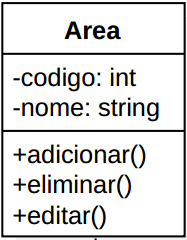 Area
-codigo: int
-nome: string
+adicionar()
+eliminar()
+editar()